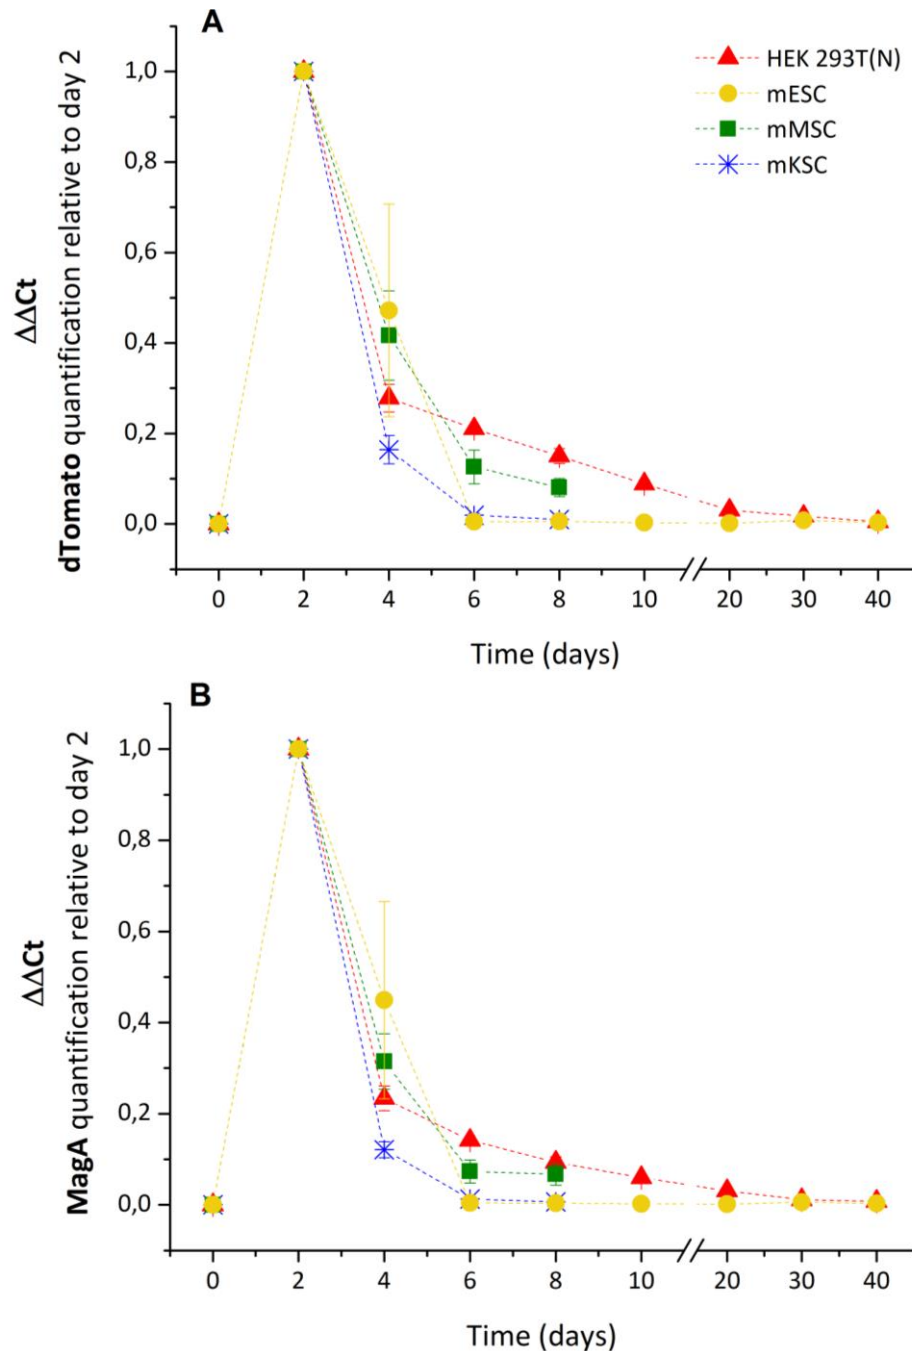 A
HEK 293T(N)
mESC
mMSC
mKSC
ΔΔCt
dTomato quantification relative to day 2
1,0
0,8
0,6
0,4
0,2
0,0
0 2 4 6 8 10 20 30 40
Time (days)
B
ΔΔCt
MagA quantification relative to day 2
1,0
0,8
0,6
0,4
0,2
0,0
0 2 4 6 8 10 20 30 40
Time (days)